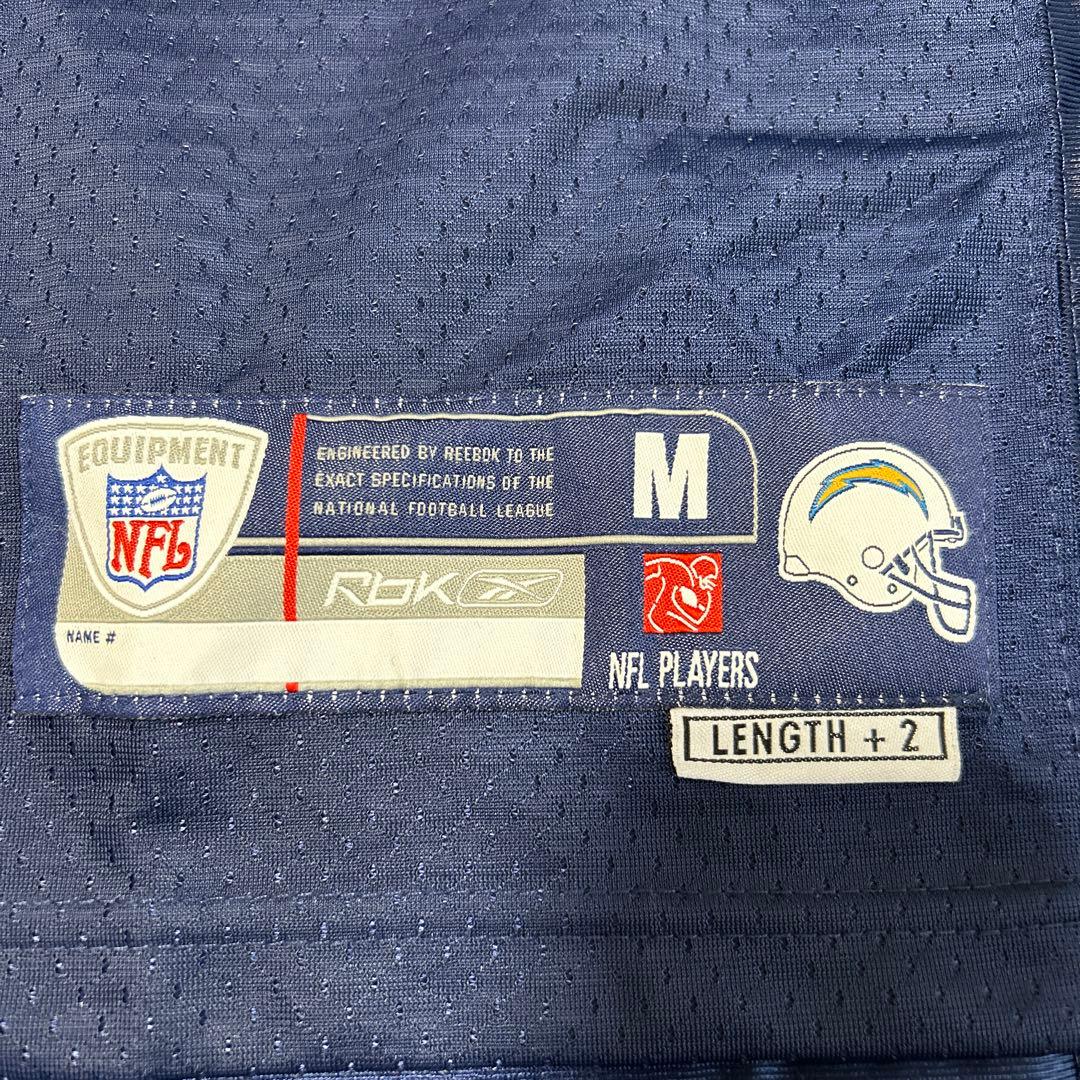 EQUIPMENT
NFL
ENGINEERED BY REEBOK TO THE
EXACT SPECIFICATIONS OF THE
NATIONAL FOOTBALL LEAGUE
M
RBK
NAME #
NFL PLAYERS
LENGTH + 2